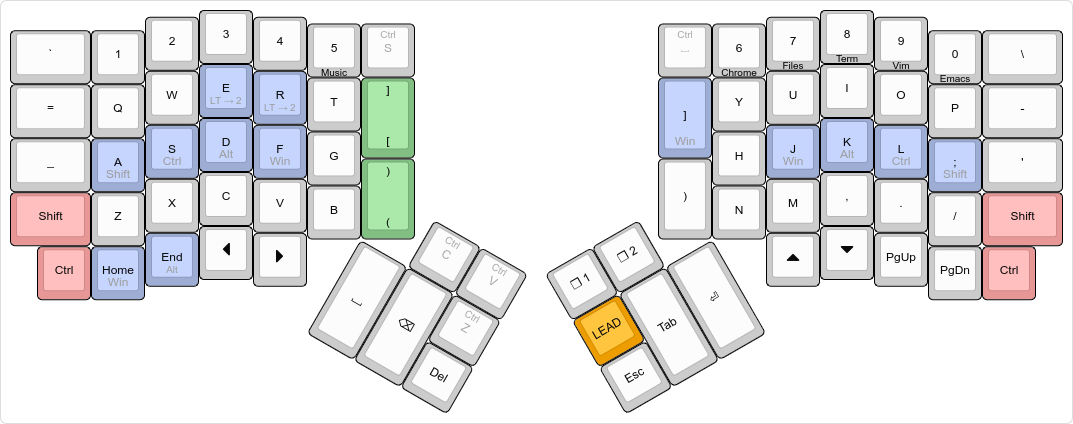 ` 1 2 3 4 5 Ctrl S
Ctrl _ 6 7 8 9 0 \
Music Chrome Files Term Vim Emacs
= Q W E R T ] [
LT → 2 LT → 2
] Y U I O P -
Win
_ A S D F G ) (
Shift Ctrl Alt Win
H J K L ; '
Win Alt Ctrl Shift
Shift Z X C V B
) N M , . / Shift
Ctrl Home End
Win Alt
PgUp PgDn Ctrl
Ctrl C
Ctrl V
Ctrl Z
Del
1 2
LEAD Tab
Esc